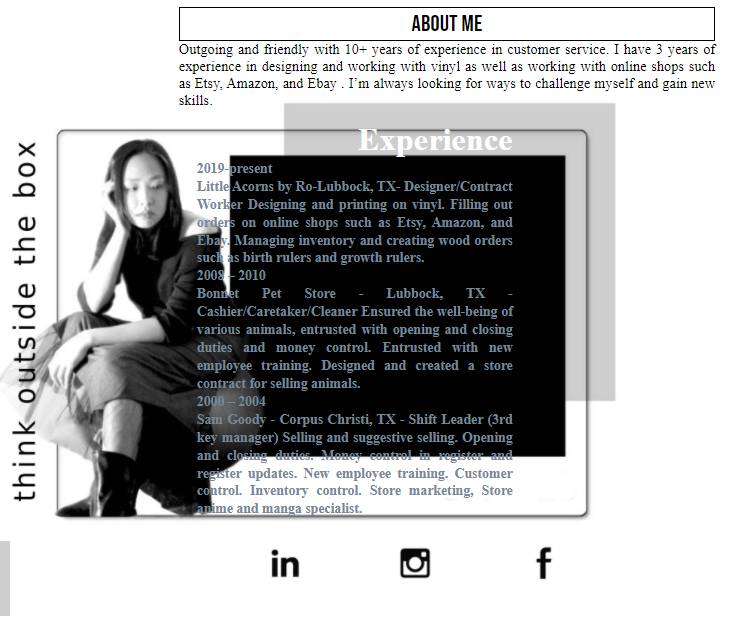 ABOUT ME
Outgoing and friendly with 10+ years of experience in customer service. I have 3 years of
experience in designing and working with vinyl as well as working with online shops such
as Etsy, Amazon, and Ebay . I'm always looking for ways to challenge myself and gain new
skills.
think outside the box
Experience
2019-present
Little Acorns by Ro-Lubbock, TX- Designer/Contract
Worker Designing and printing on vinyl. Filling out
orders on online shops such as Etsy, Amazon, and
Ebay. Managing inventory and creating wood orders
such as birth rulers and growth rulers.
2008 – 2010
Bonnet Pet Store - Lubbock, TX -
Cashier/Caretaker/Cleaner Ensured the well-being of
various animals, entrusted with opening and closing
duties and money control. Entrusted with new
employee training. Designed and created a store
contract for selling animals.
2000 – 2004
Sam Goody - Corpus Christi, TX - Shift Leader (3rd
key manager) Selling and suggestive selling. Opening
and closing duties. Money control in register and
register updates. New employee training. Customer
control. Inventory control. Store marketing, Store
anime and manga specialist.
in
f